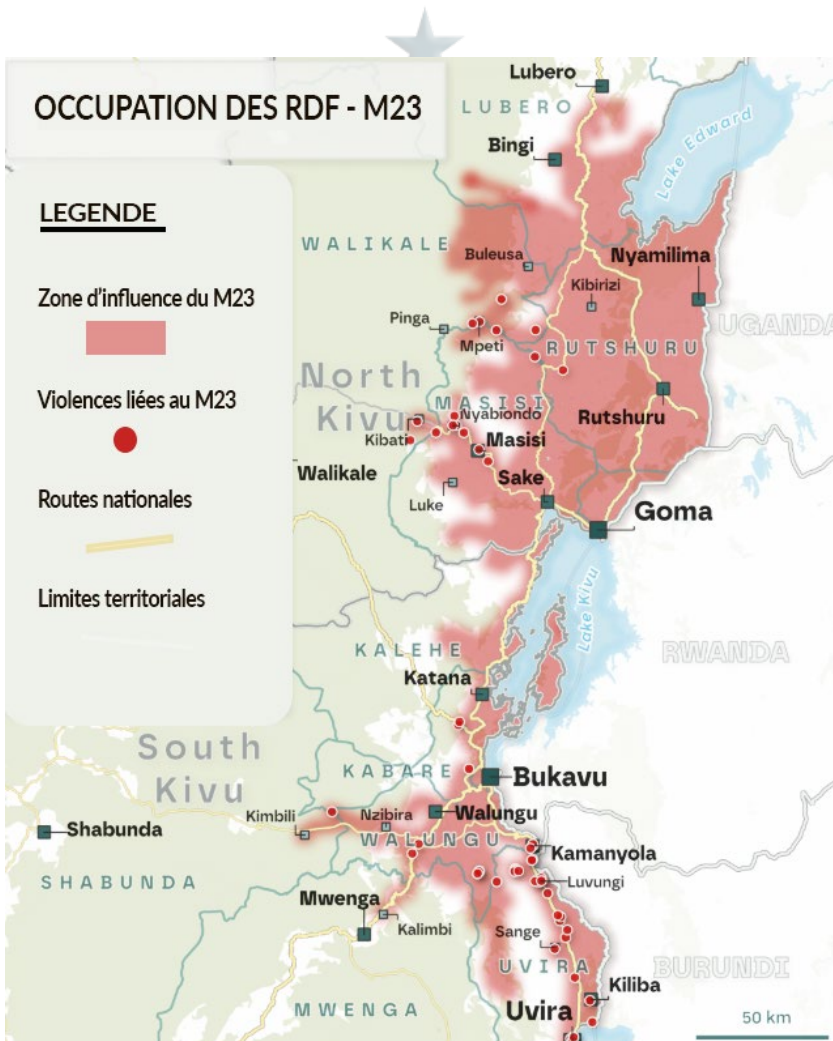 OCCUPATION DES RDF - M23
LEGENDE
Zone d'influence du M23
Violences liées au M23
Routes nationales
Limites territoriales
Lubero
LUBERO
Bingi
Lake Edward
WALIKALE
Buleusa
Nyamilima
Kibirizi
UGANDA
Pinga
Mpeti
RUTSHURU
North
Kivu
MASISI
Nyabiondo
Rutshuru
Kibati
Masisi
Walikale
Sake
Luke
Goma
Lake Kivu
KALEHE
RWANDA
Katana
South
Kivu
KABARE
Bukavu
Kimbili
Nzibira
Walungu
Shabunda
WALUNGU
Kamanyola
SHABUNDA
Luvungi
Mwenga
Kalimbi
Sange
UVIRA
BURUNDI
Kiliba
MWENGA
Uvira
50 km